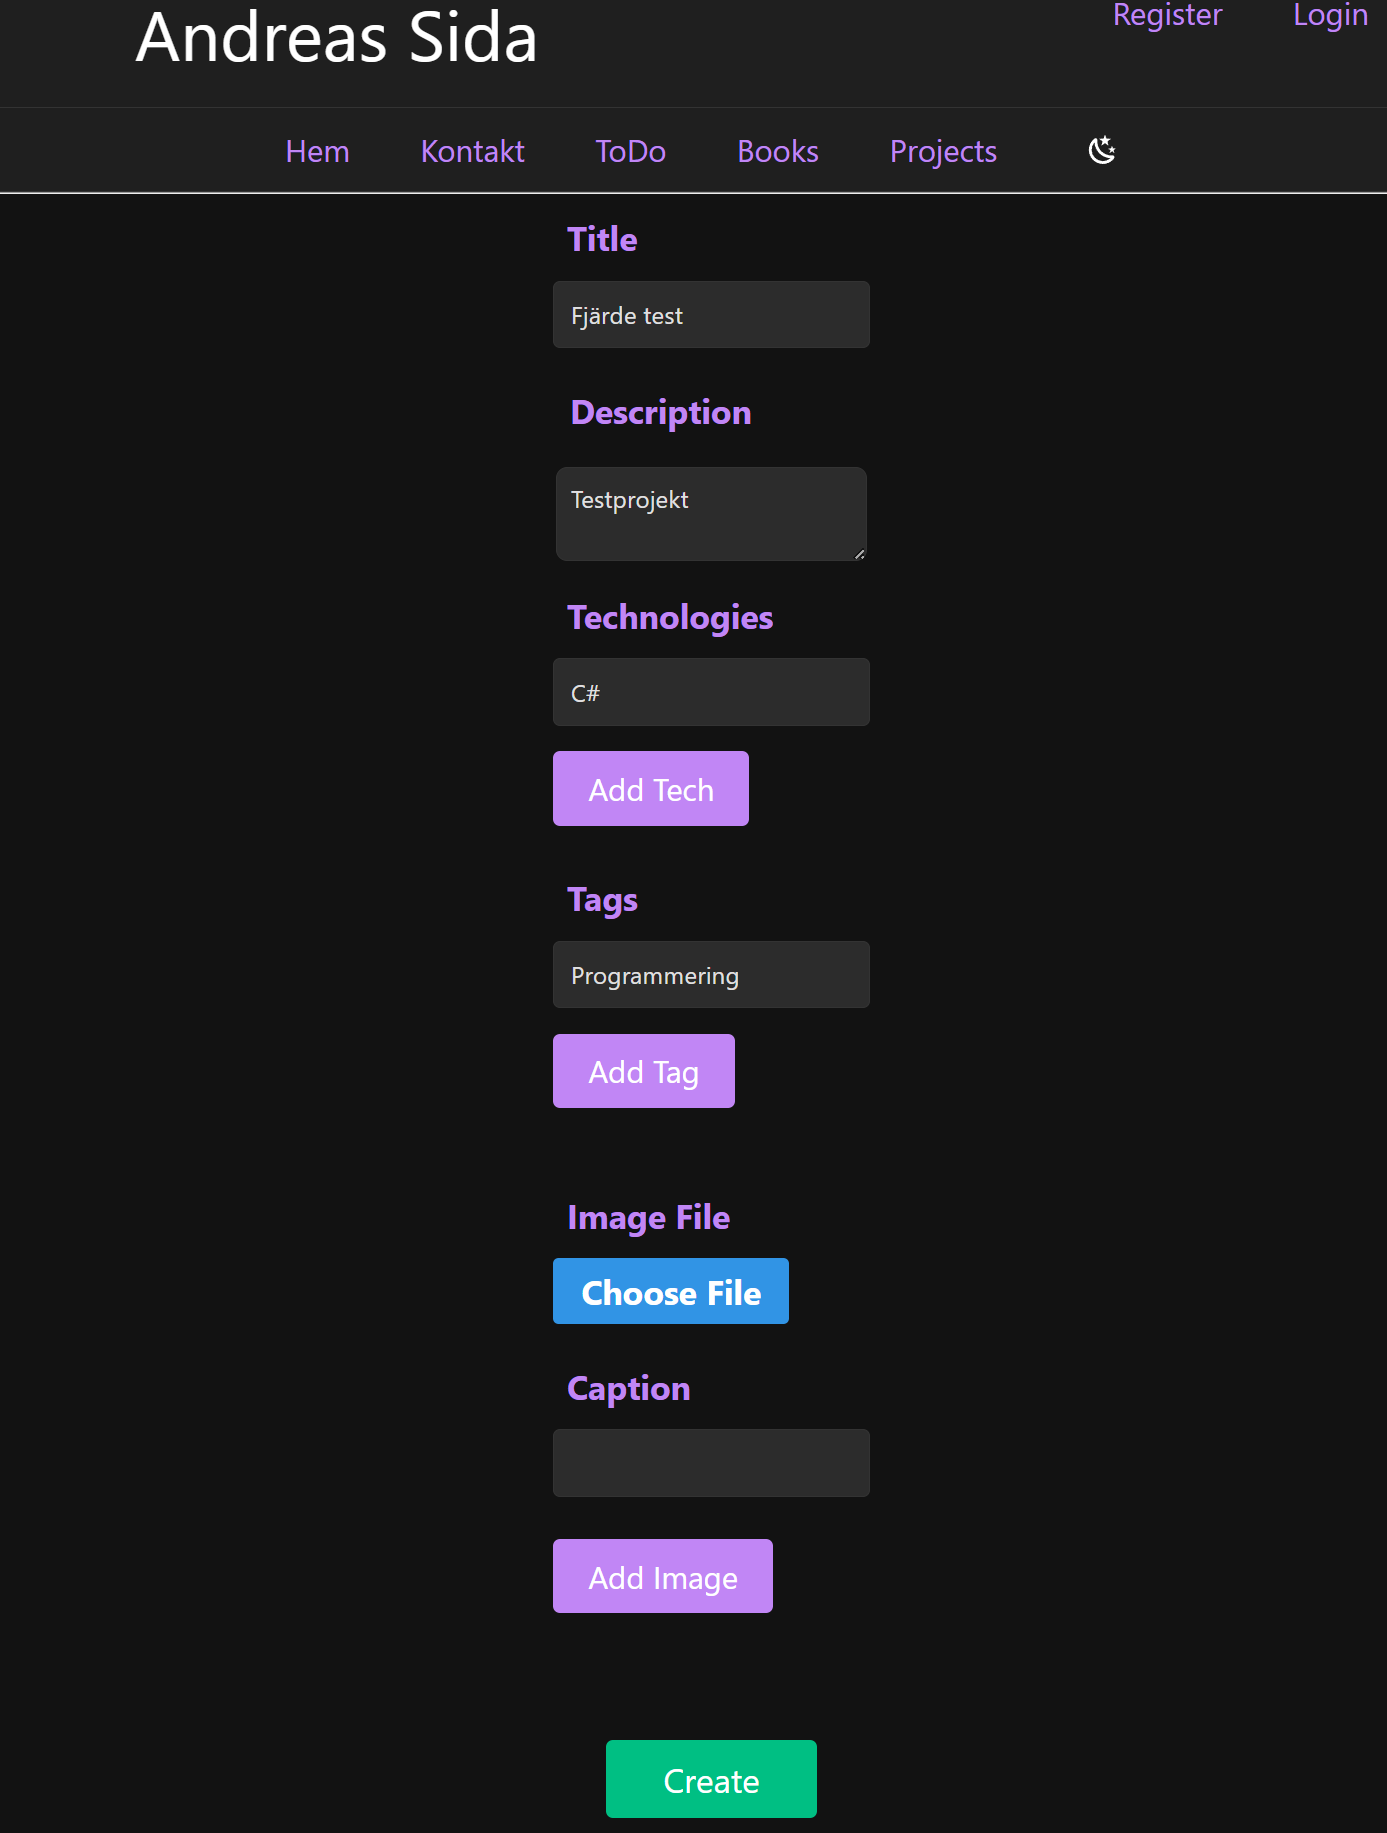 Andreas Sida
Register Login
Hem Kontakt ToDo Books Projects
Title
Fjärde test
Description
Testprojekt
Technologies
C#
Add Tech
Tags
Programmering
Add Tag
Image File
Choose File
Caption
Add Image
Create